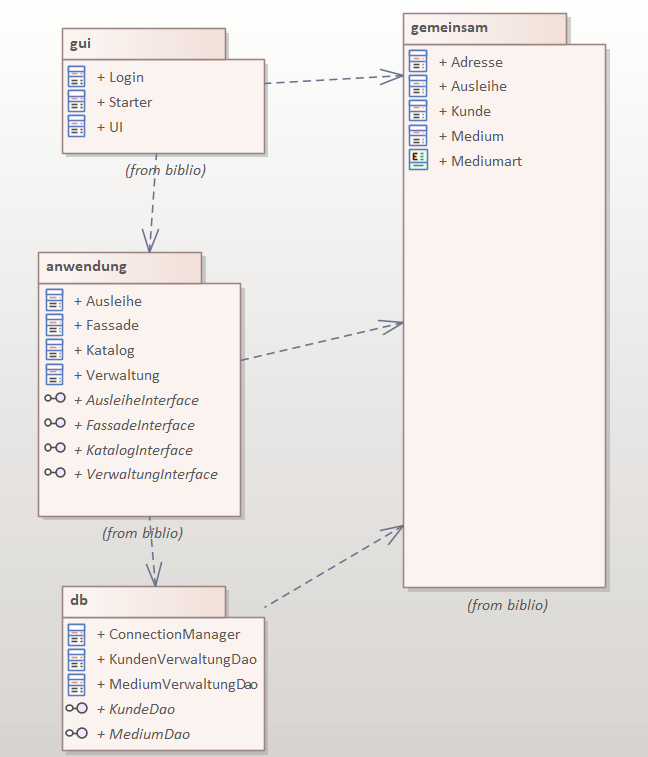 gui
+ Login
+ Starter
+ UI
(from biblio)
gemeinsam
+ Adresse
+ Ausleihe
+ Kunde
+ Medium
+ Mediumart
(from biblio)
anwendung
+ Ausleihe
+ Fassade
+ Katalog
+ Verwaltung
+ AusleiheInterface
+ FassadeInterface
+ KatalogInterface
+ VerwaltungInterface
(from biblio)
db
+ ConnectionManager
+ KundenVerwaltungDao
+ MediumVerwaltungDao
+ KundeDao
+ MediumDao